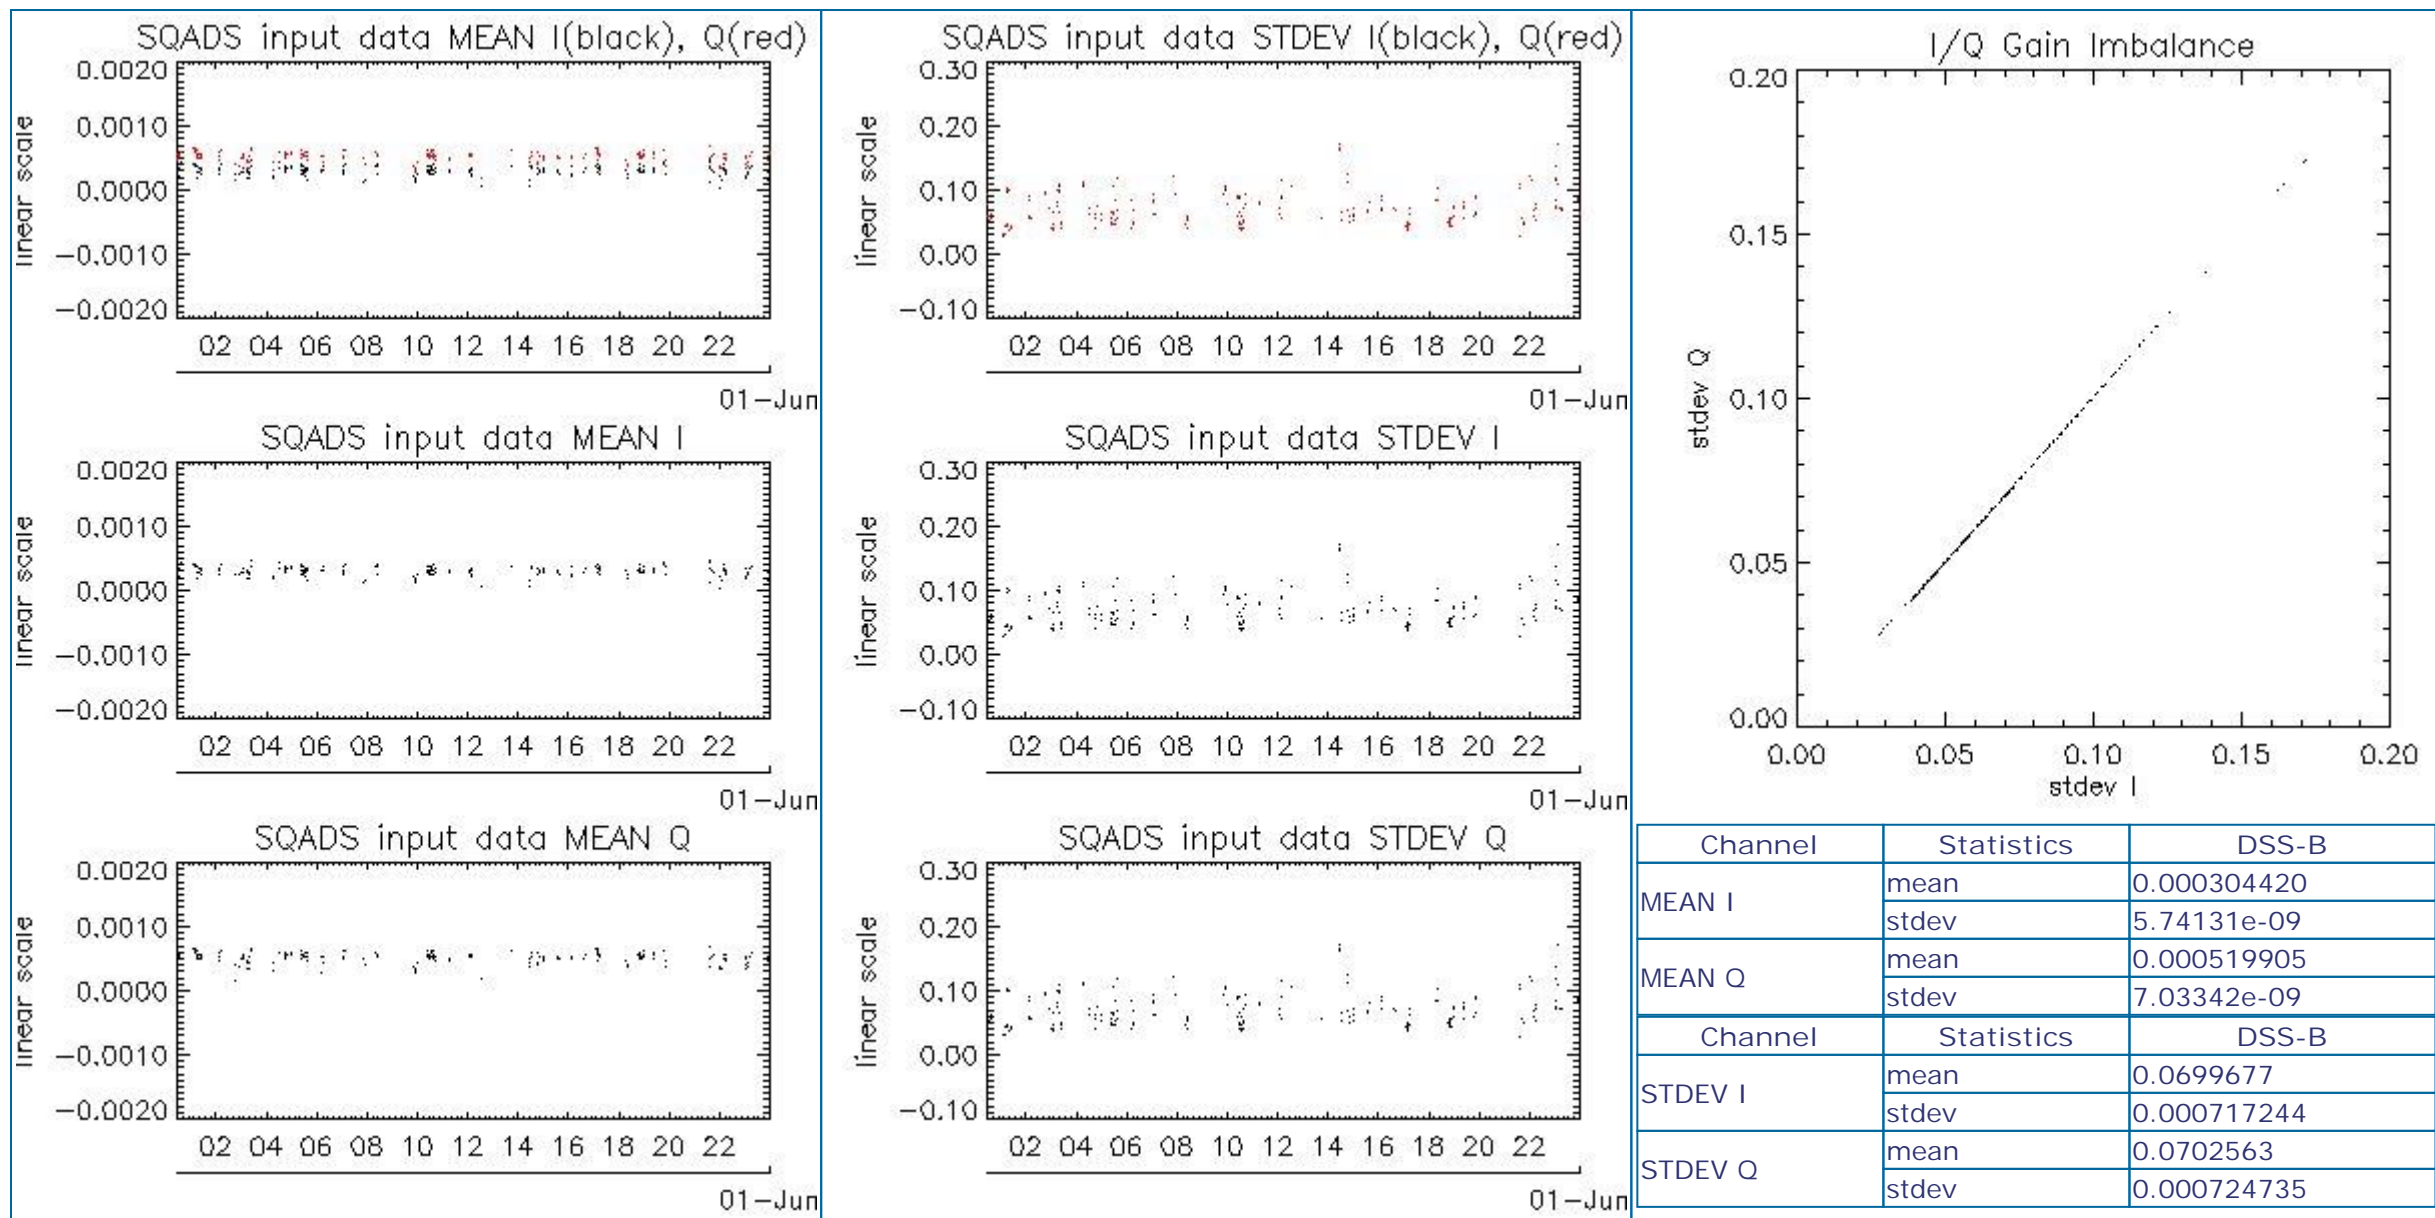 SQADS input data MEAN I(black), Q(red)
linear scale
0.0020
0.0010
0.0000
−0.0010
−0.0020
02 04 06 08 10 12 14 16 18 20 22
01−Jun
SQADS input data MEAN I
linear scale
0.0020
0.0010
0.0000
−0.0010
−0.0020
02 04 06 08 10 12 14 16 18 20 22
01−Jun
SQADS input data MEAN Q
linear scale
0.0020
0.0010
0.0000
−0.0010
−0.0020
02 04 06 08 10 12 14 16 18 20 22
01−Jun
SQADS input data STDEV I(black), Q(red)
linear scale
0.30
0.20
0.10
0.00
−0.10
02 04 06 08 10 12 14 16 18 20 22
01−Jun
SQADS input data STDEV I
linear scale
0.30
0.20
0.10
0.00
−0.10
02 04 06 08 10 12 14 16 18 20 22
01−Jun
SQADS input data STDEV Q
linear scale
0.30
0.20
0.10
0.00
−0.10
02 04 06 08 10 12 14 16 18 20 22
01−Jun
I/Q Gain Imbalance
stdev Q
0.20
0.15
0.10
0.05
0.00
0.00 0.05 0.10 0.15 0.20
stdev I
Channel Statistics DSS-B
MEAN I
mean 0.000304420
stdev 5.74131e-09
MEAN Q
mean 0.000519905
stdev 7.03342e-09
Channel Statistics DSS-B
STDEV I
mean 0.0699677
stdev 0.000717244
STDEV Q
mean 0.0702563
stdev 0.000724735